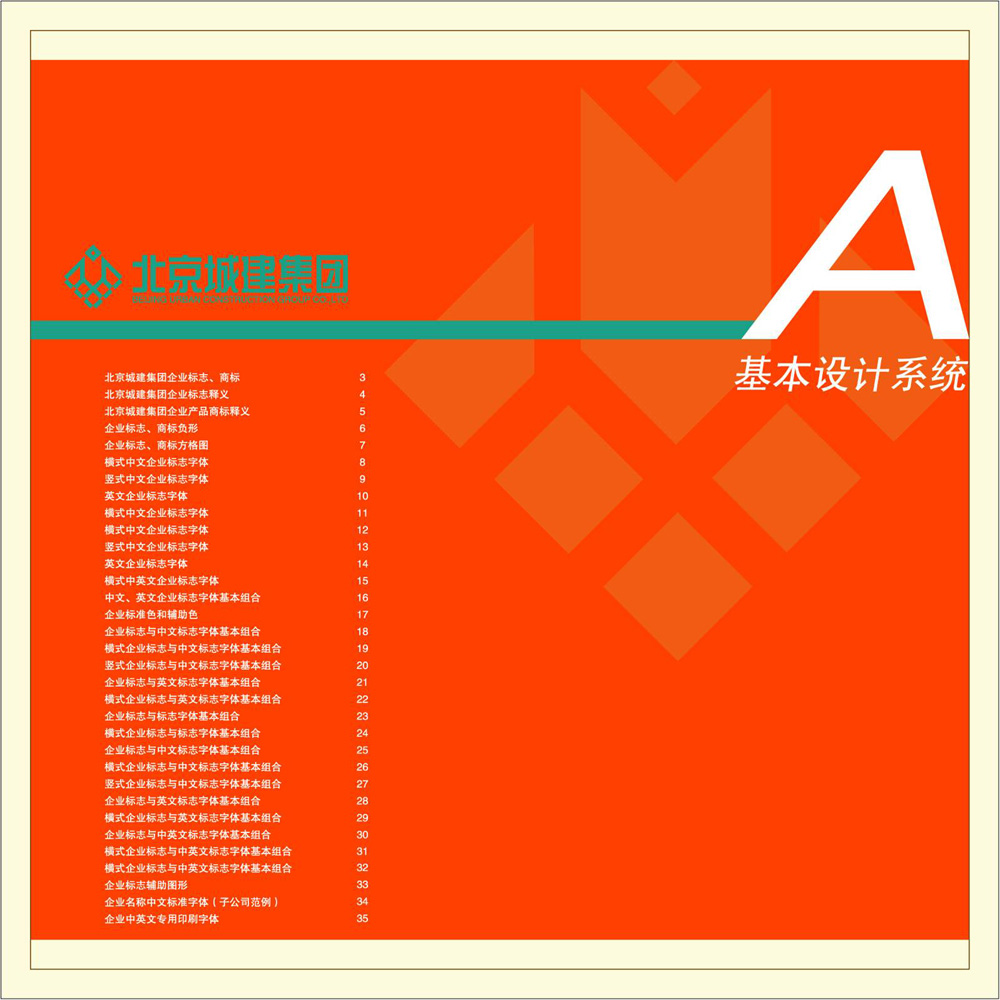 A
北京城建集团
BEIJING URBAN CONSTRUCTION GROUP CO.,LTD
基本设计系统
北京城建集团企业标志、商标 3
北京城建集团企业标志释义 4
北京城建集团企业产品商标释义 5
企业标志、商标负形 6
企业标志、商标方格图 7
横式中文企业标志字体 8
竖式中文企业标志字体 9
英文企业标志字体 10
横式中文企业标志字体 11
横式中文企业标志字体 12
竖式中文企业标志字体 13
英文企业标志字体 14
横式中英文企业标志字体 15
中文、英文企业标志字体基本组合 16
企业标准色和辅助色 17
企业标志与中文标志字体基本组合 18
横式企业标志与中文标志字体基本组合 19
竖式企业标志与中文标志字体基本组合 20
企业标志与英文标志字体基本组合 21
横式企业标志与英文标志字体基本组合 22
企业标志与标志字体基本组合 23
横式企业标志与标志字体基本组合 24
企业标志与中文标志字体基本组合 25
横式企业标志与中文标志字体基本组合 26
竖式企业标志与中文标志字体基本组合 27
企业标志与英文标志字体基本组合 28
横式企业标志与英文标志字体基本组合 29
企业标志与中英文标志字体基本组合 30
横式企业标志与中英文标志字体基本组合 31
横式企业标志与中英文标志字体基本组合 32
企业标志辅助图形 33
企业名称中文标准字体（子公司范例） 34
企业中英文专用印刷字体 35